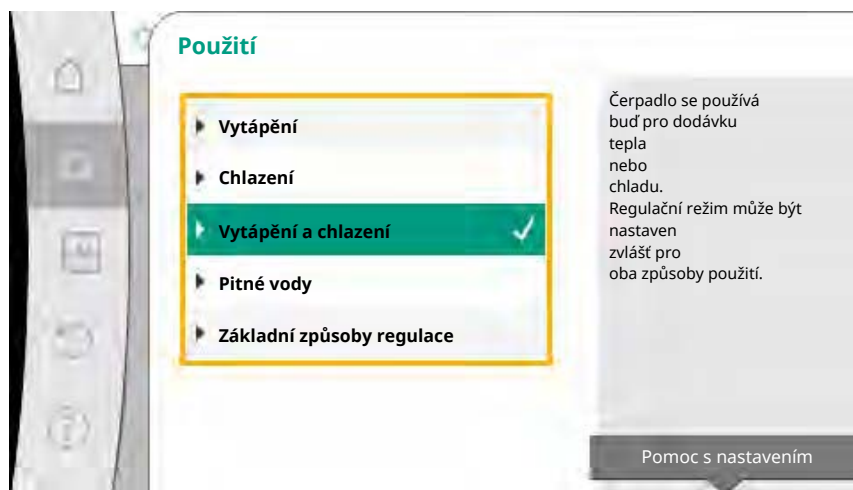 Použití
Vytápění
Chlazení
Vytápění a chlazení
Pitné vody
Základní způsoby regulace
Čerpadlo se používá
buď pro dodávku
tepla
nebo
chladu.
Regulační režim může být
nastaven
zvlášť pro
oba způsoby použití.
Pomoc s nastavením